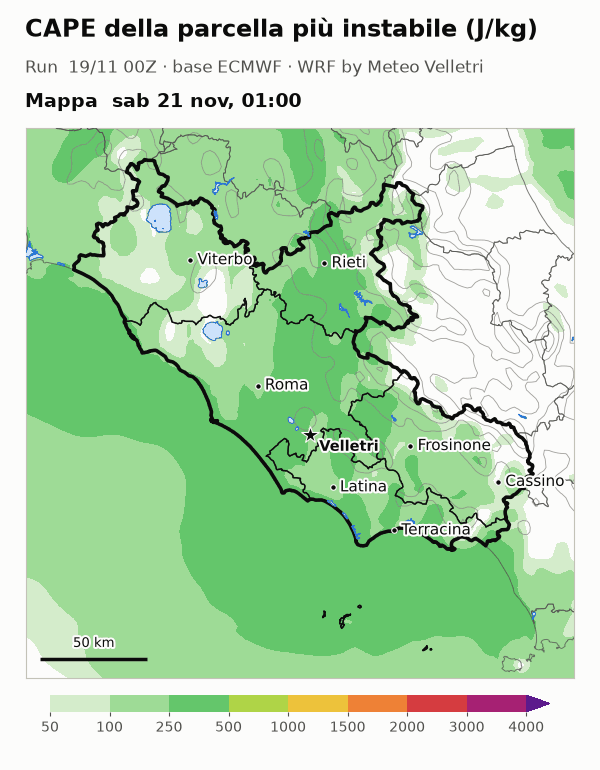 CAPE della parcella più instabile (J/kg)
Run  19/11 00Z · base ECMWF · WRF by Meteo Velletri
Mappa  sab 21 nov, 01:00
Viterbo
Rieti
Roma
Velletri
Frosinone
Latina
Cassino
Terracina
50 km
50 100 250 500 1000 1500 2000 3000 4000